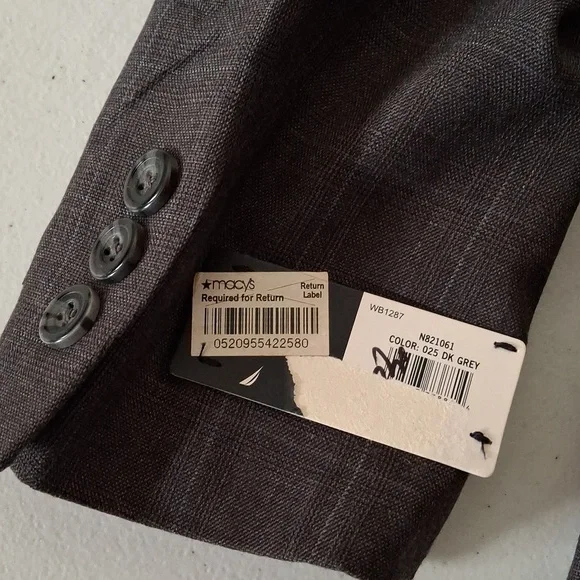 ★macy's
Return
Label
Required for Return
0520955422580
WB1287
N821061
COLOR: 025 DK GREY